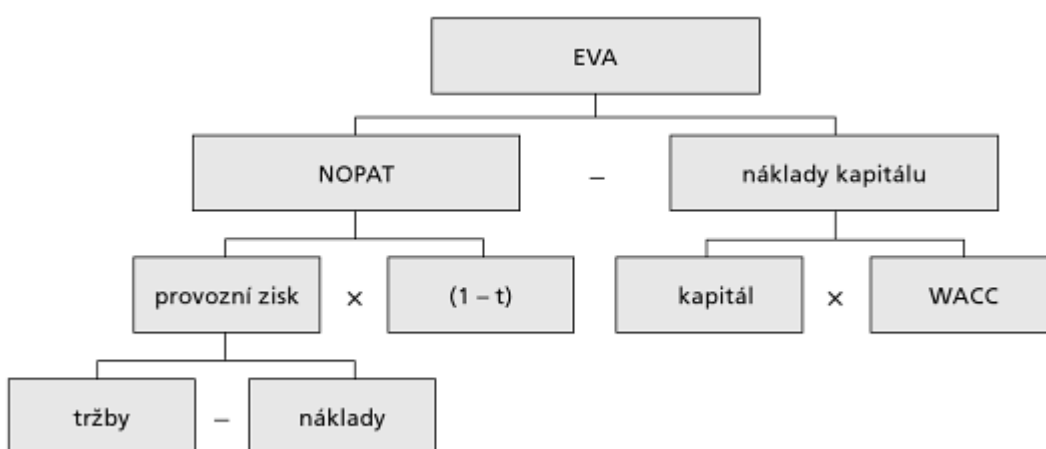 EVA
NOPAT – náklady kapitálu
provozní zisk × (1 – t) kapitál × WACC
tržby – náklady